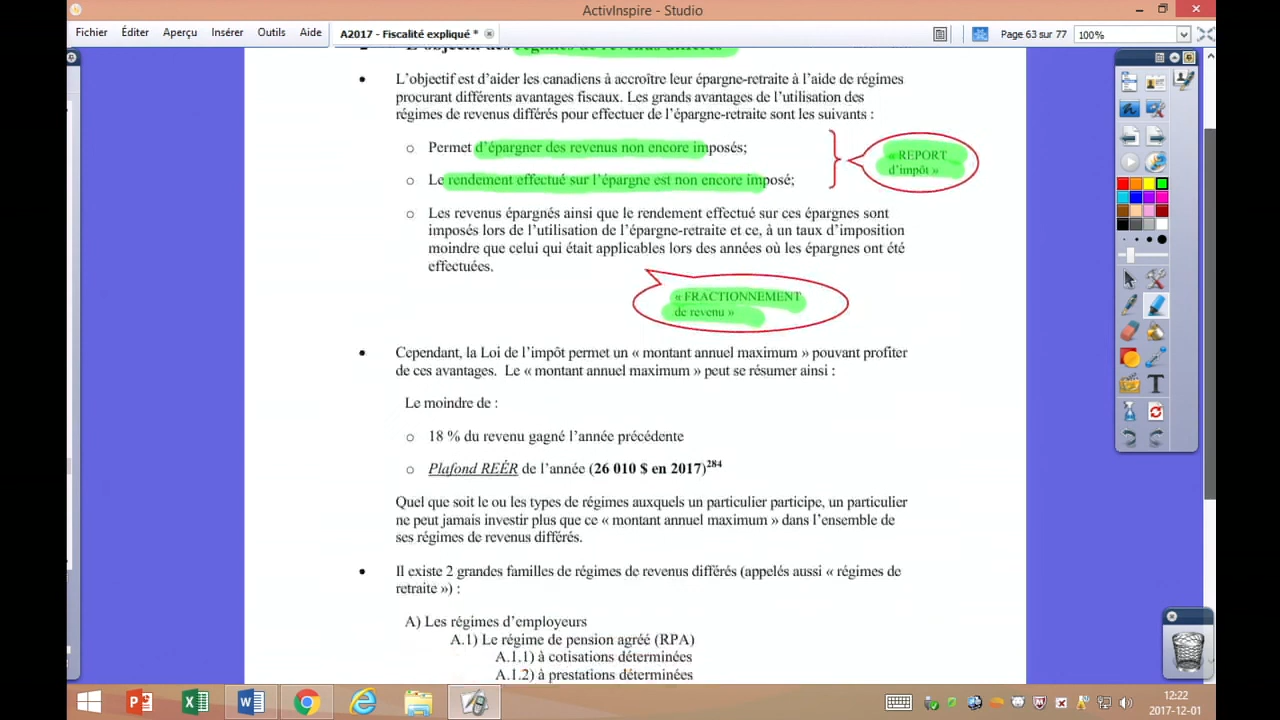 ActivInspire - Studio
Fichier Éditer Aperçu Insérer Outils Aide
A2017 - Fiscalité expliqué *
Page 63 sur 77
100%
L'objectif des régimes de revenus différés
• L'objectif est d'aider les canadiens à accroître leur épargne-retraite à l'aide de régimes
procurant différents avantages fiscaux. Les grands avantages de l'utilisation des
régimes de revenus différés pour effectuer de l'épargne-retraite sont les suivants :
o Permet d'épargner des revenus non encore imposés;
o Le rendement effectué sur l'épargne est non encore imposé;
« REPORT
d'impôt »
o Les revenus épargnés ainsi que le rendement effectué sur ces épargnes sont
imposés lors de l'utilisation de l'épargne-retraite et ce, à un taux d'imposition
moindre que celui qui était applicables lors des années où les épargnes ont été
effectuées.
« FRACTIONNEMENT
de revenu »
• Cependant, la Loi de l'impôt permet un « montant annuel maximum » pouvant profiter
de ces avantages. Le « montant annuel maximum » peut se résumer ainsi :
Le moindre de :
o 18 % du revenu gagné l'année précédente
o Plafond REÉR de l'année (26 010 $ en 2017)284
Quel que soit le ou les types de régimes auxquels un particulier participe, un particulier
ne peut jamais investir plus que ce « montant annuel maximum » dans l'ensemble de
ses régimes de revenus différés.
• Il existe 2 grandes familles de régimes de revenus différés (appelés aussi « régimes de
retraite ») :
A) Les régimes d'employeurs
A.1) Le régime de pension agréé (RPA)
A.1.1) à cotisations déterminées
A.1.2) à prestations déterminées
12:22
2017-12-01